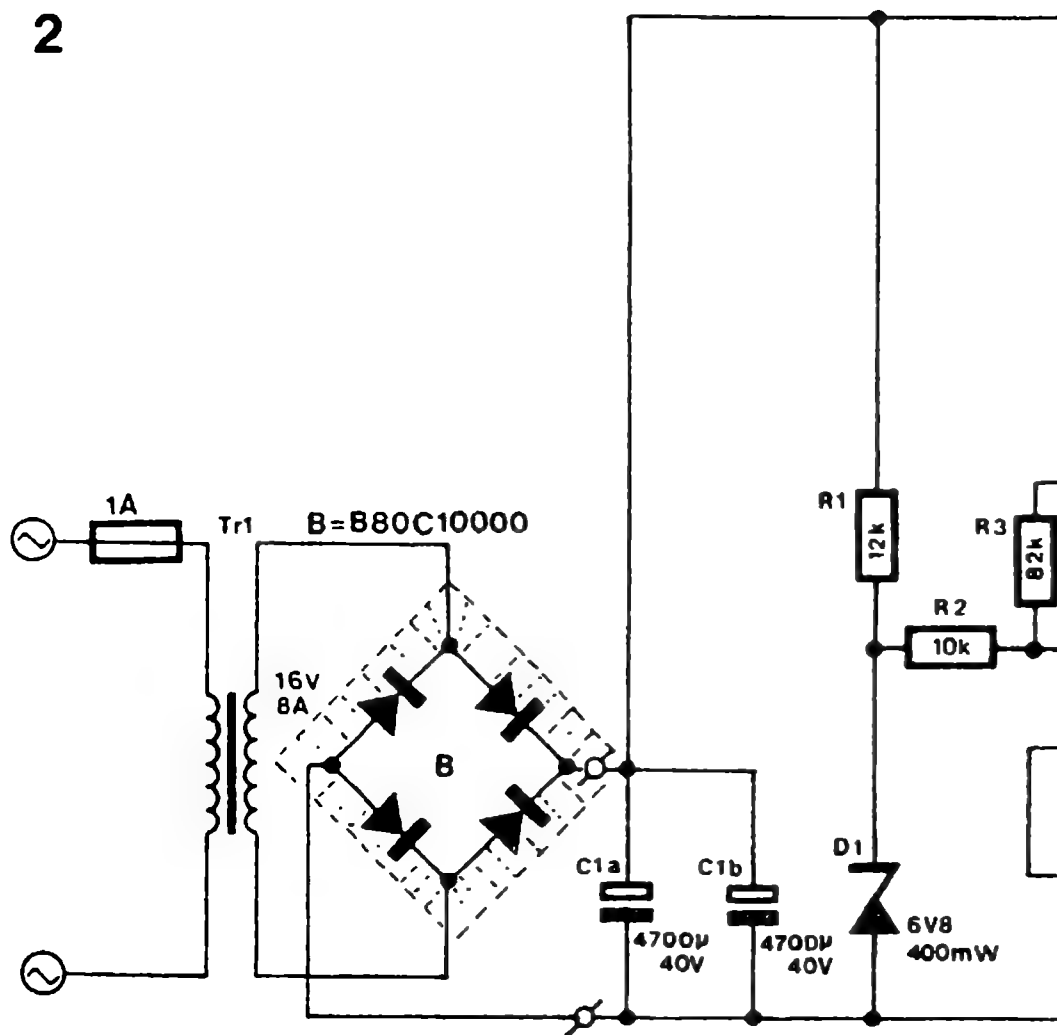 2
1A
Tr1
B=B80C10000
16V
8A
B
R1
12k
R2
10k
R3
82k
C1a
4700µ
40V
C1b
4700µ
40V
D1
6V8
400mW